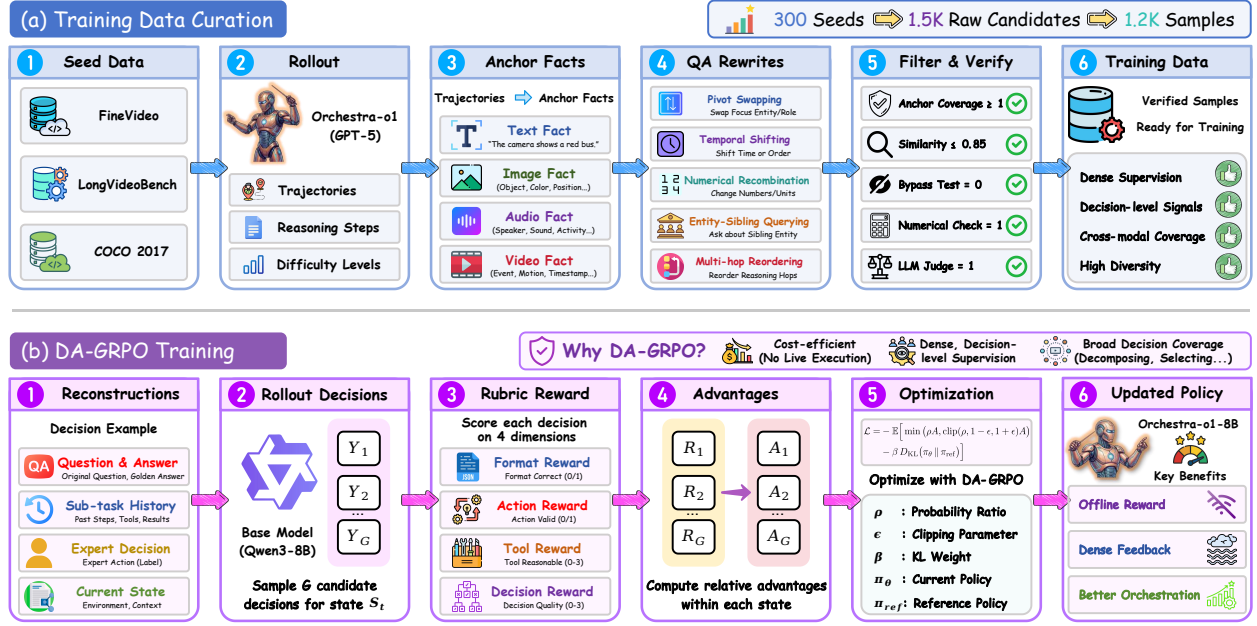 (a) Training Data Curation
300 Seeds 1.5K Raw Candidates 1.2K Samples
1 Seed Data
FineVideo
LongVideoBench
COCO 2017
2 Rollout
Orchestra-o1
(GPT-5)
Trajectories
Reasoning Steps
Difficulty Levels
3 Anchor Facts
Trajectories Anchor Facts
T
Text Fact
"The camera shows a red bus."
Image Fact
(Object, Color, Position...)
Audio Fact
(Speaker, Sound, Activity...)
Video Fact
(Event, Motion, Timestamp...)
4 QA Rewrites
Pivot Swapping
Swap Focus Entity/Role
Temporal Shifting
Shift Time or Order
1 2
3 4
Numerical Recombination
Change Numbers/Units
Entity-Sibling Querying
Ask about Sibling Entity
Multi-hop Reordering
Reorder Reasoning Hops
5 Filter & Verify
Anchor Coverage ≥ 1
Similarity ≤ 0.85
Bypass Test = 0
Numerical Check = 1
LLM Judge = 1
6 Training Data
Verified Samples
Ready for Training
Dense Supervision
Decision-level Signals
Cross-modal Coverage
High Diversity
(b) DA-GRPO Training
Why DA-GRPO?
Cost-efficient
(No Live Execution)
Dense, Decision-
level Supervision
Broad Decision Coverage
(Decomposing, Selecting...)
1 Reconstructions
Decision Example
QA
Question & Answer
Original Question, Golden Answer
Sub-task History
Past Steps, Tools, Results
Expert Decision
Expert Action (Label)
Current State
Environment, Context
2 Rollout Decisions
Base Model
(Qwen3-8B)
Y1
Y2
...
YG
Sample G candidate
decisions for state St
3 Rubric Reward
Score each decision
on 4 dimensions
JSON
Format Reward
Format Correct (0/1)
Action Reward
Action Valid (0/1)
Tool Reward
Tool Reasonable (0-3)
Decision Reward
Decision Quality (0-3)
4 Advantages
R1 A1
R2 A2
... ...
RG AG
Compute relative advantages
within each state
5 Optimization
ℒ = − 𝔼[min (ρA, clip(ρ, 1 − ϵ, 1 + ϵ)A)
− β DKL(πθ ∥ πref)]
Optimize with DA-GRPO
ρ : Probability Ratio
ϵ : Clipping Parameter
β : KL Weight
πθ : Current Policy
πref : Reference Policy
6 Updated Policy
Orchestra-o1-8B
Key Benefits
Offline Reward
Dense Feedback
Better Orchestration